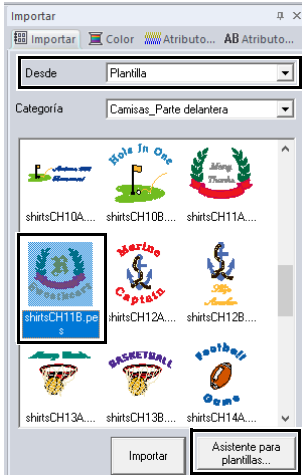 Importar
Importar Color Atributo... AB Atributo...
Desde Plantilla
Categoría Camisas_Parte delantera
Hole In One
Many
Thanks
shirtsCH10A.... shirtsCH10B.... shirtsCH11A....
R
Sweetheart
Marine
Captain
shirtsCH11B.pe
s
shirtsCH12A.... shirtsCH12B....
BASKETBALL
Football
Game
shirtsCH13A.... shirtsCH13B.... shirtsCH14A....
Importar
Asistente para
plantillas...